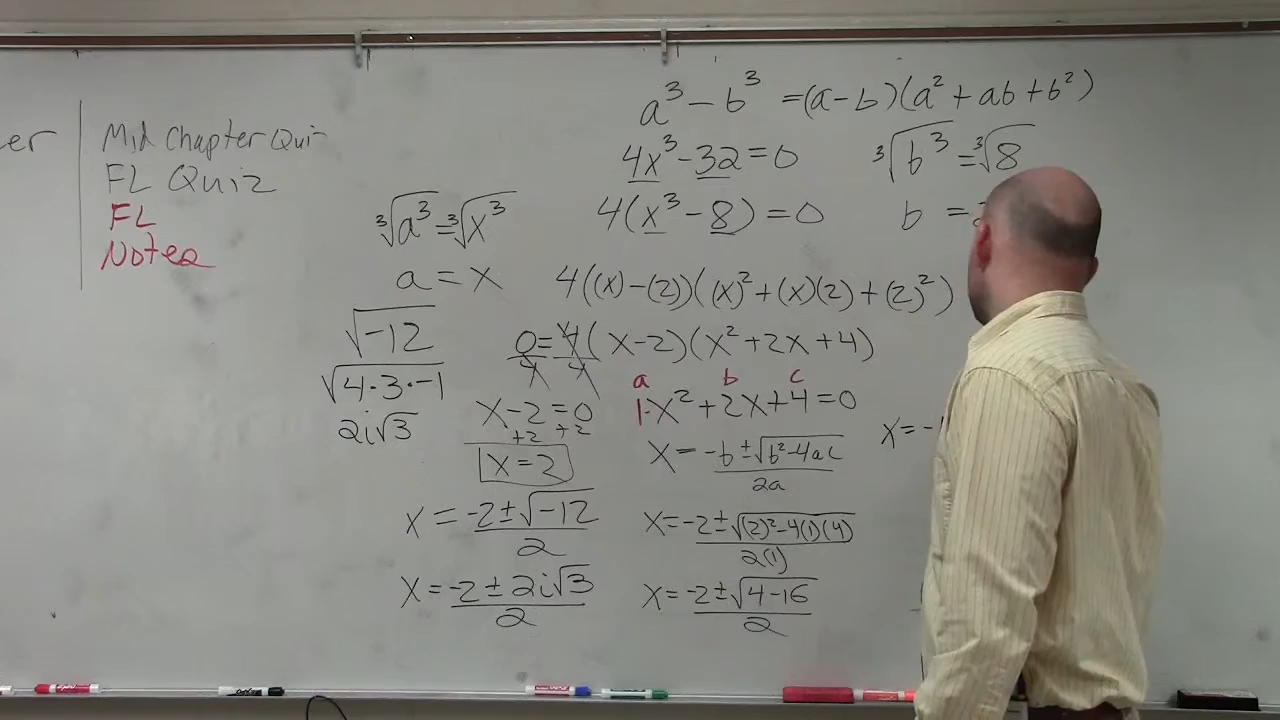 er
Mid Chapter Qui
FL Quiz
FL
Notes
a³ - b³ = (a - b)(a² + ab + b²)
4x³ - 32 = 0
∛b³ = ∛8
4(x³ - 8) = 0
b =
∛a³ = ∛x³
a = x
4((x) - (2))((x)² + (x)(2) + (2)²)
√-12
√4·3·-1
2i√3
0 = 4(x - 2)(x² + 2x + 4)
4 4
x - 2 = 0
+2 +2
x = 2
a b c
1·x² + 2x + 4 = 0
x = -b ± √b² - 4ac
2a
x = -2 ± √(2)² - 4(1)(4)
2(1)
x = -2 ± √4 - 16
2
x = -2 ± √-12
2
x = -2 ± 2i√3
2
x = -